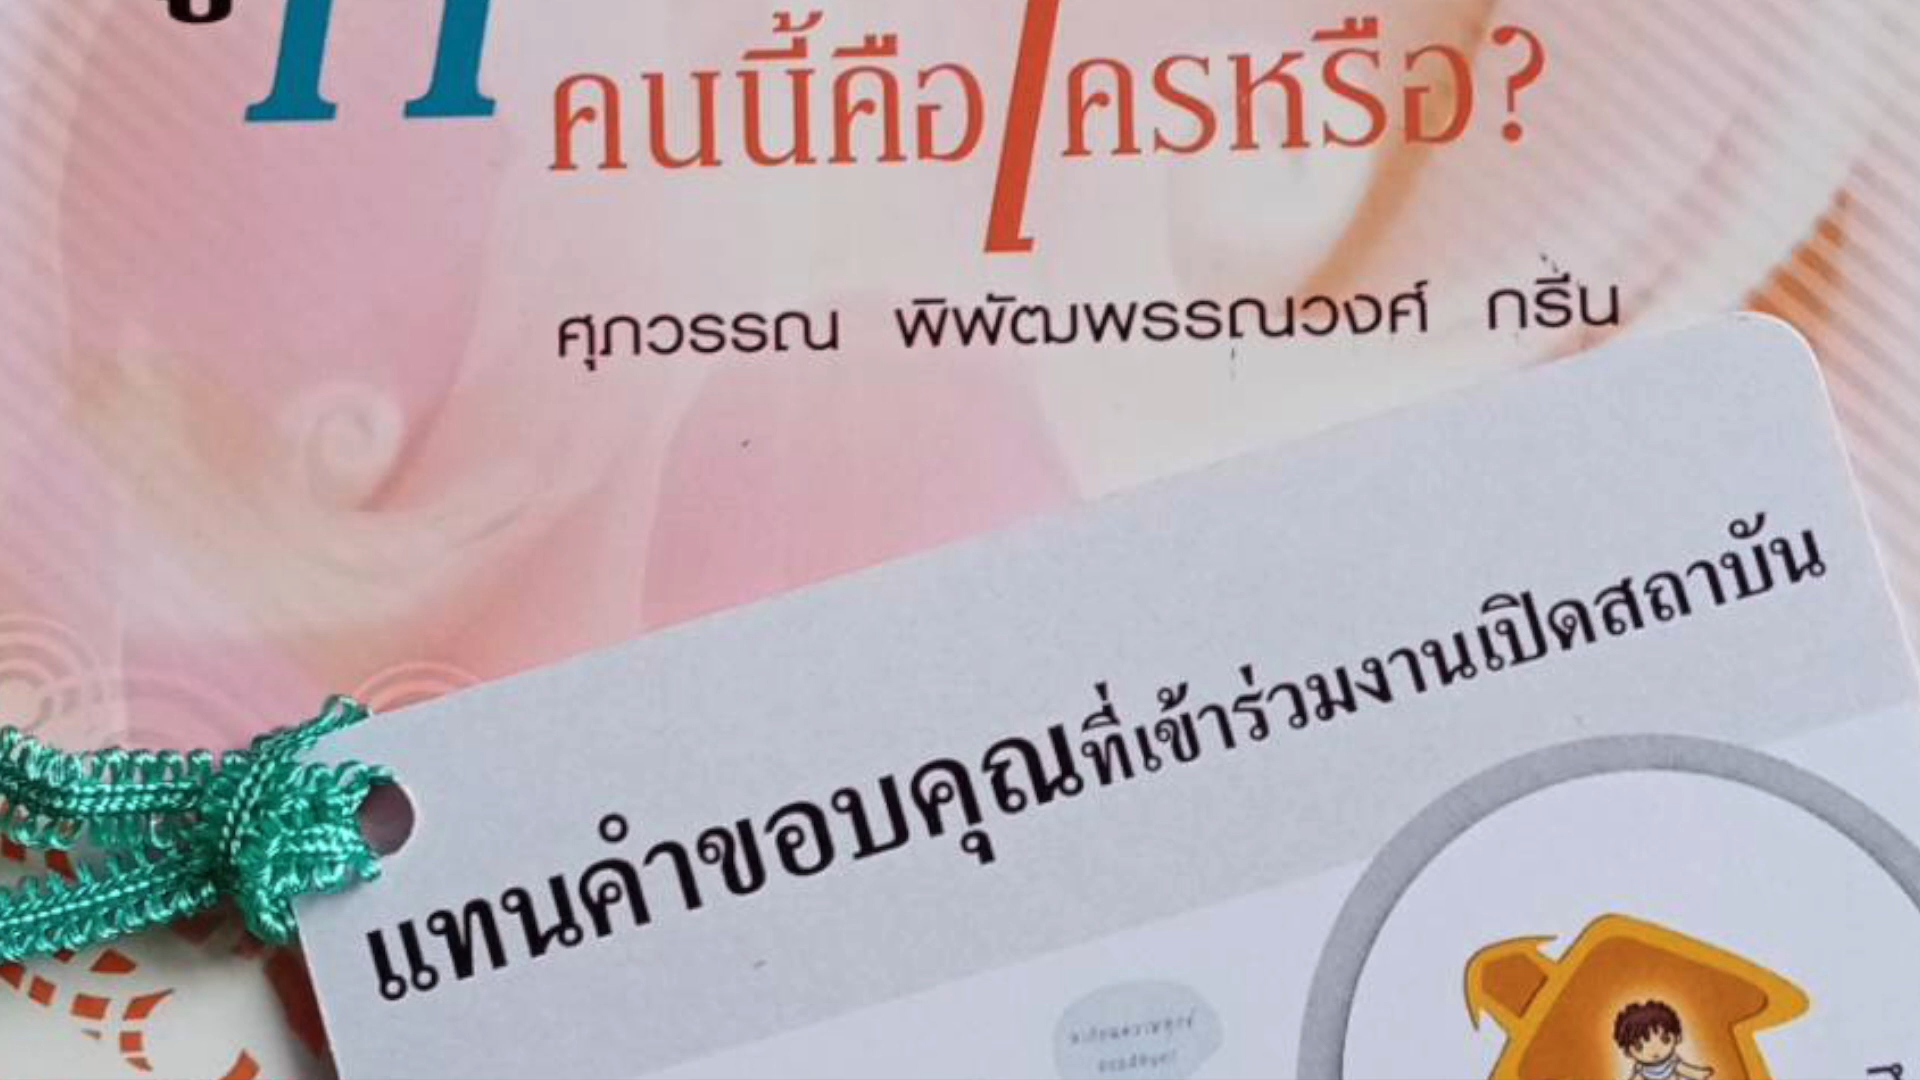 คนนี้คือใครหรือ?
ศุภวรรณ พิพัฒพรรณวงศ์ กรีน
แทนคำขอบคุณที่เข้าร่วมงานเปิดสถาบัน